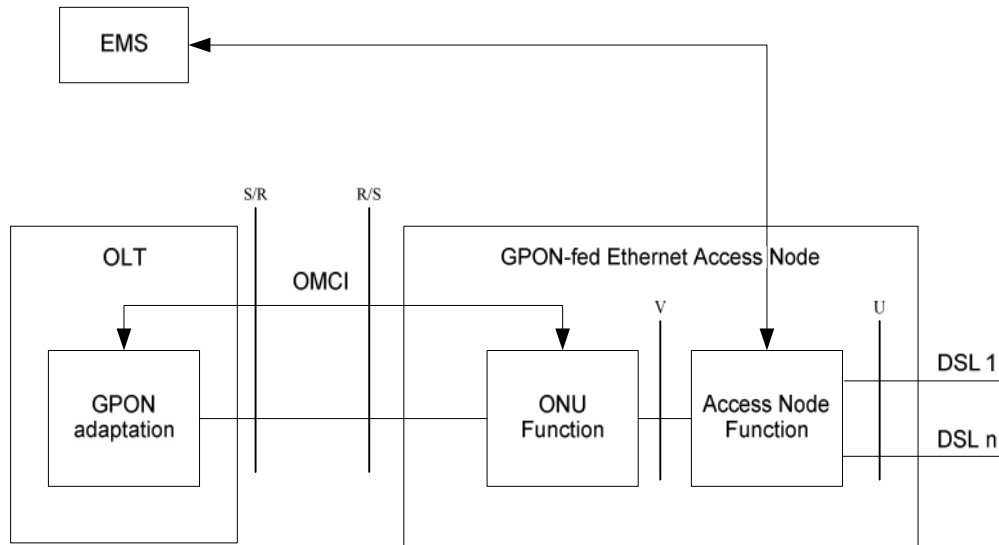 EMS
S/R
R/S
OLT
OMCI
GPON-fed Ethernet Access Node
V
U
GPON
adaptation
ONU
Function
Access Node
Function
DSL 1
DSL n